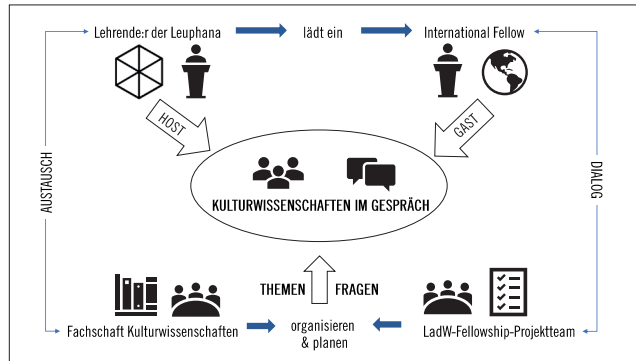 Lehrende:r der Leuphana
lädt ein
International Fellow
HOST
GAST
AUSTAUSCH
DIALOG
KULTURWISSENSCHAFTEN IM GESPRÄCH
THEMEN
FRAGEN
Fachschaft Kulturwissenschaften
organisieren
& planen
LadW-Fellowship-Projektteam